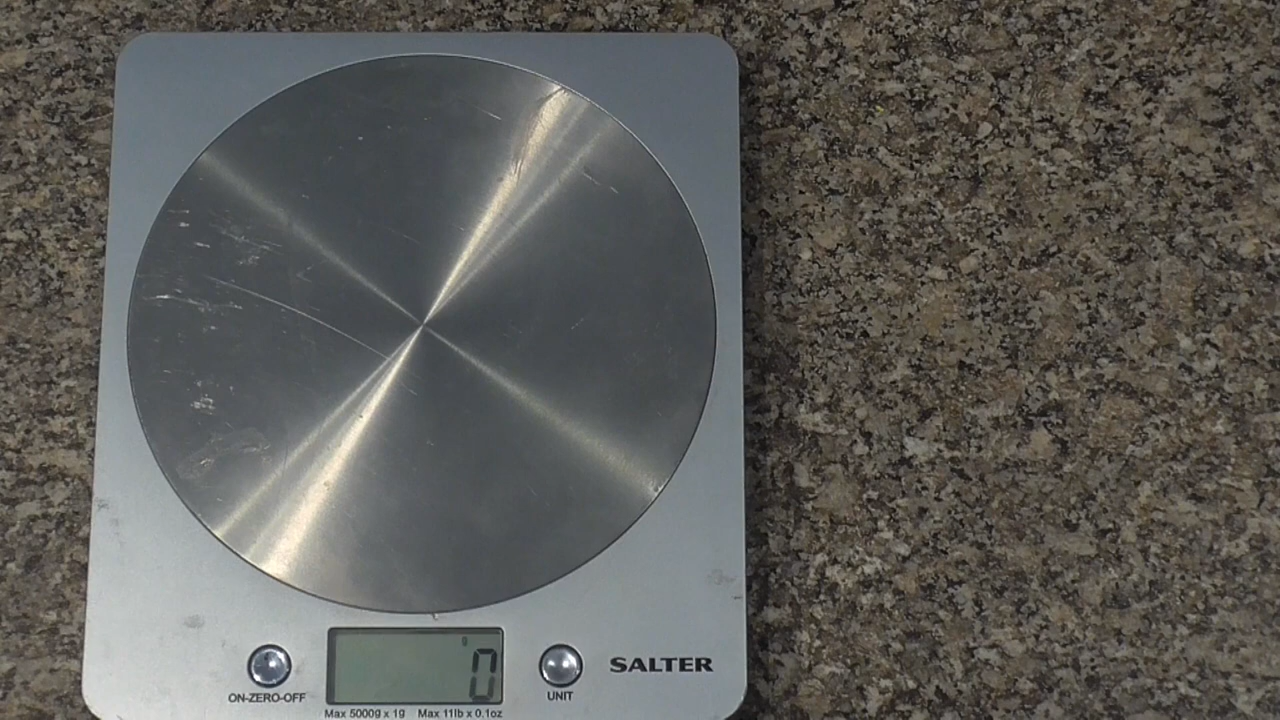 0
ON-ZERO-OFF
UNIT
SALTER
Max 5000g x 1g Max 11lb x 0.1oz